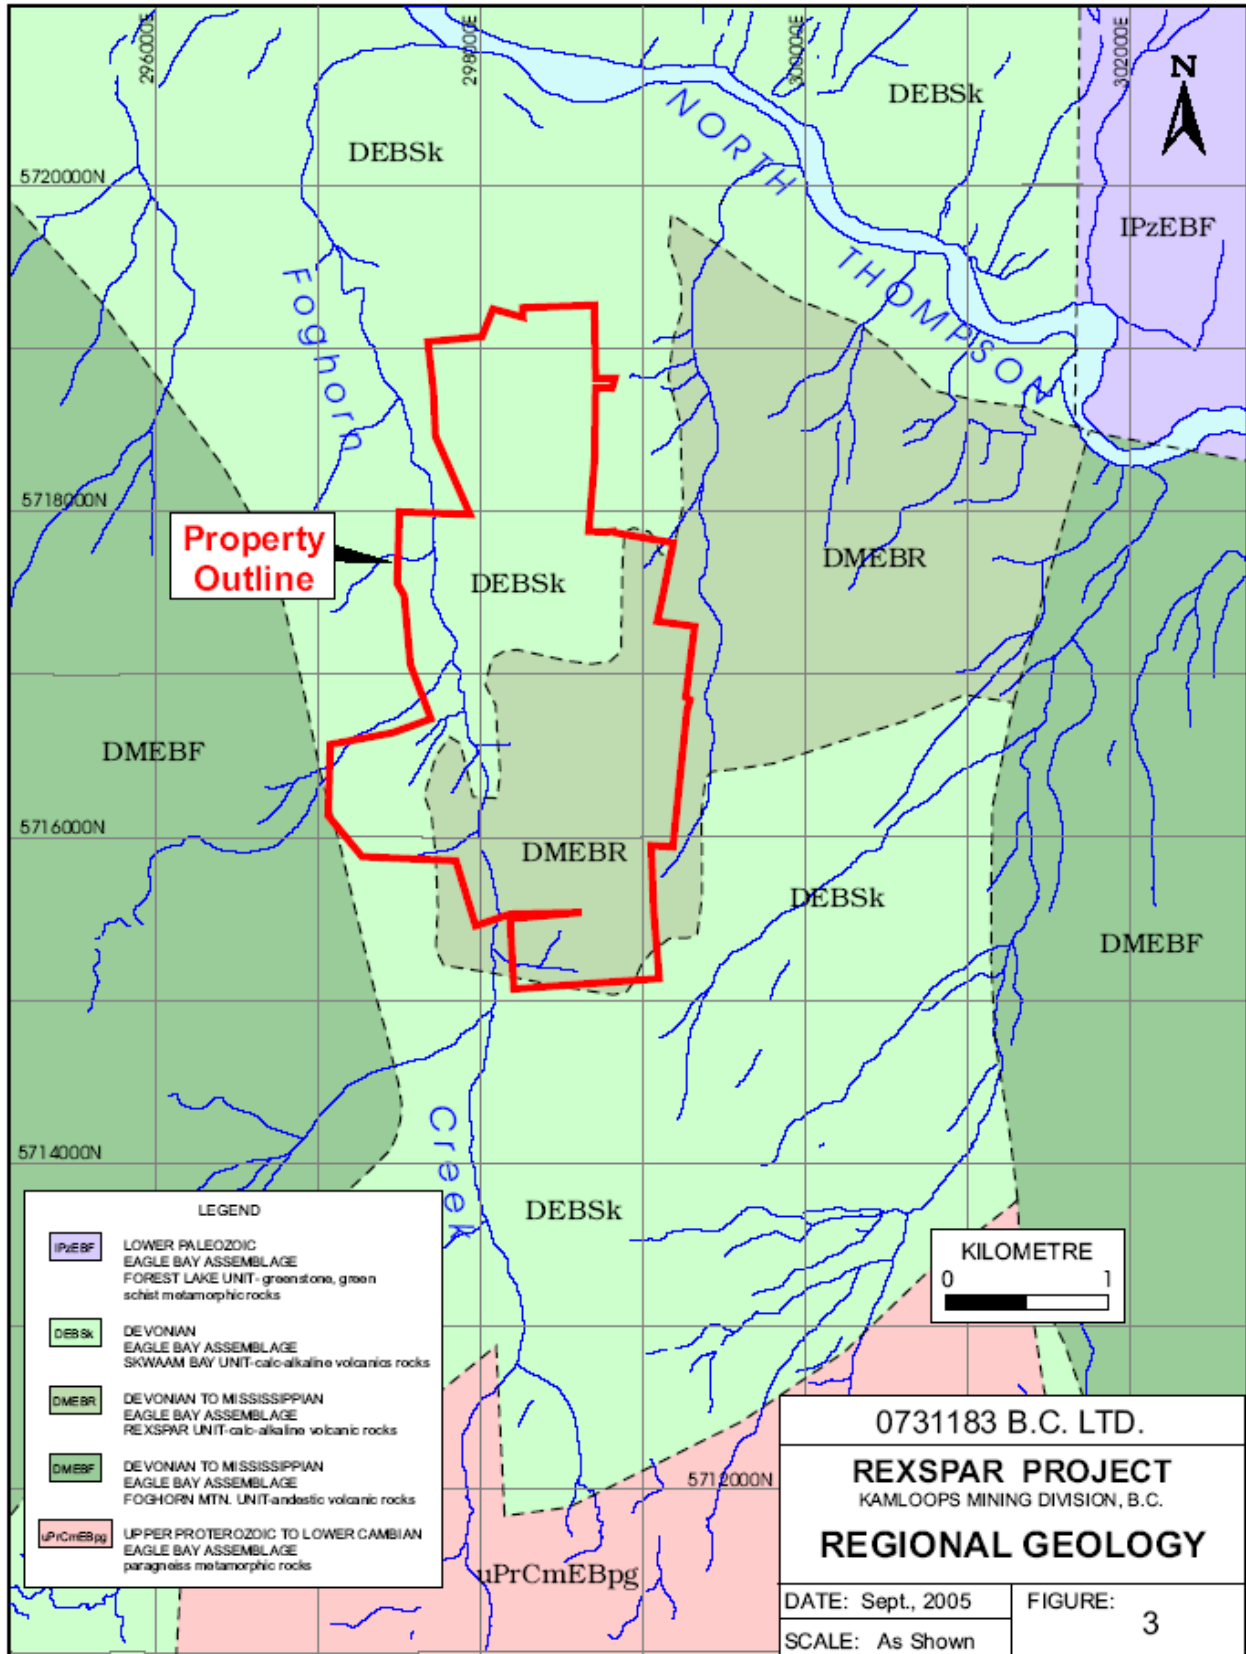 296000E
298000E
300000E
302000E
N
DEBSk
DEBSk
NORTH
5720000N
IPzEBF
THOMPSON
Foghorn
5718000N
Property
Outline
DEBSk
DMEBR
DMEBF
5716000N
DMEBR
DEBSk
DMEBF
Creek
5714000N
DEBSk
LEGEND
IPzEBF
LOWER PALEOZOIC
EAGLE BAY ASSEMBLAGE
FOREST LAKE UNIT- greenstone, green
schist metamorphic rocks
DEBSk
DEVONIAN
EAGLE BAY ASSEMBLAGE
SKWAAM BAY UNIT-calc-alkaline volcanics rocks
DMEBR
DEVONIAN TO MISSISSIPPIAN
EAGLE BAY ASSEMBLAGE
REXSPAR UNIT-calc-alkaline volcanic rocks
DMEBF
DEVONIAN TO MISSISSIPPIAN
EAGLE BAY ASSEMBLAGE
FOGHORN MTN. UNIT-andestic volcanic rocks
uPrCmEBpg
UPPER PROTEROZOIC TO LOWER CAMBIAN
EAGLE BAY ASSEMBLAGE
paragneiss metamorphic rocks
KILOMETRE
0 1
5712000N
uPrCmEBpg
0731183 B.C. LTD.
REXSPAR PROJECT
KAMLOOPS MINING DIVISION, B.C.
REGIONAL GEOLOGY
DATE: Sept., 2005
FIGURE:
3
SCALE: As Shown